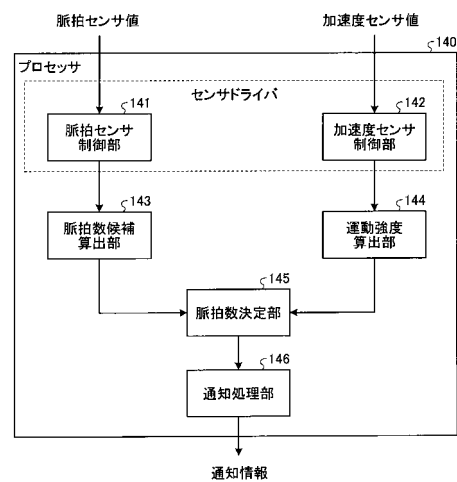 脈拍センサ値
加速度センサ値
140
プロセッサ
センサドライバ
141
142
脈拍センサ
制御部
加速度センサ
制御部
143
144
脈拍数候補
算出部
運動強度
算出部
145
脈拍数決定部
146
通知処理部
通知情報